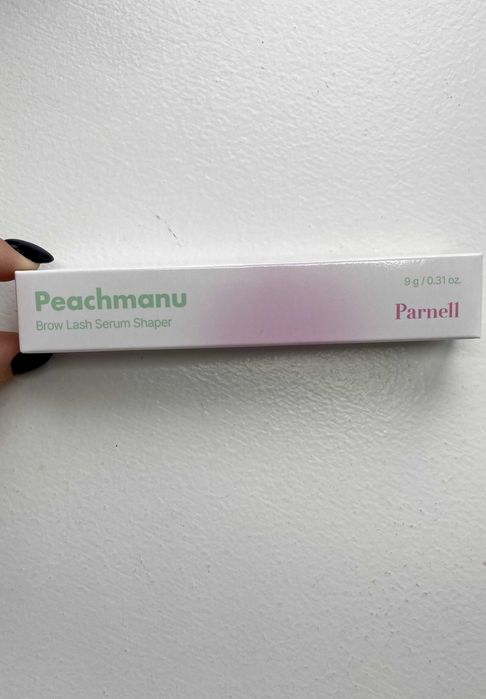 Peachmanu
Brow Lash Serum Shaper
9 g / 0.31 oz.
Parnell